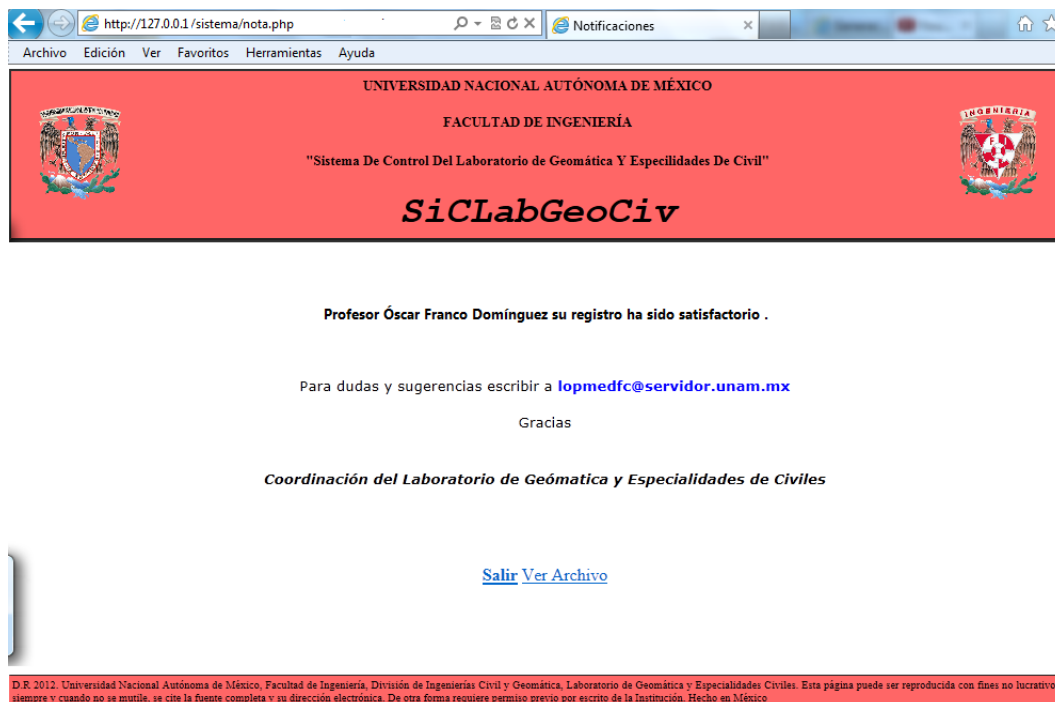 http://127.0.0.1/sistema/nota.php
Notificaciones
Archivo Edición Ver Favoritos Herramientas Ayuda
UNIVERSIDAD NACIONAL AUTÓNOMA DE MÉXICO
FACULTAD DE INGENIERÍA
INGENIERIA
"Sistema De Control Del Laboratorio de Geomática Y Especilidades De Civil"
SiCLabGeoCiv
Profesor Óscar Franco Domínguez su registro ha sido satisfactorio .
Para dudas y sugerencias escribir a lopmedfc@servidor.unam.mx
Gracias
Coordinación del Laboratorio de Geómatica y Especialidades de Civiles
Salir Ver Archivo
D.R. 2012. Universidad Nacional Autónoma de México, Facultad de Ingeniería, División de Ingenierías Civil y Geomática, Laboratorio de Geomática y Especialidades Civiles. Esta página puede ser reproducida con fines no lucrativo
siempre y cuando no se mutile, se cite la fuente completa y su dirección electrónica. De otra forma requiere permiso previo por escrito de la Institución. Hecho en México